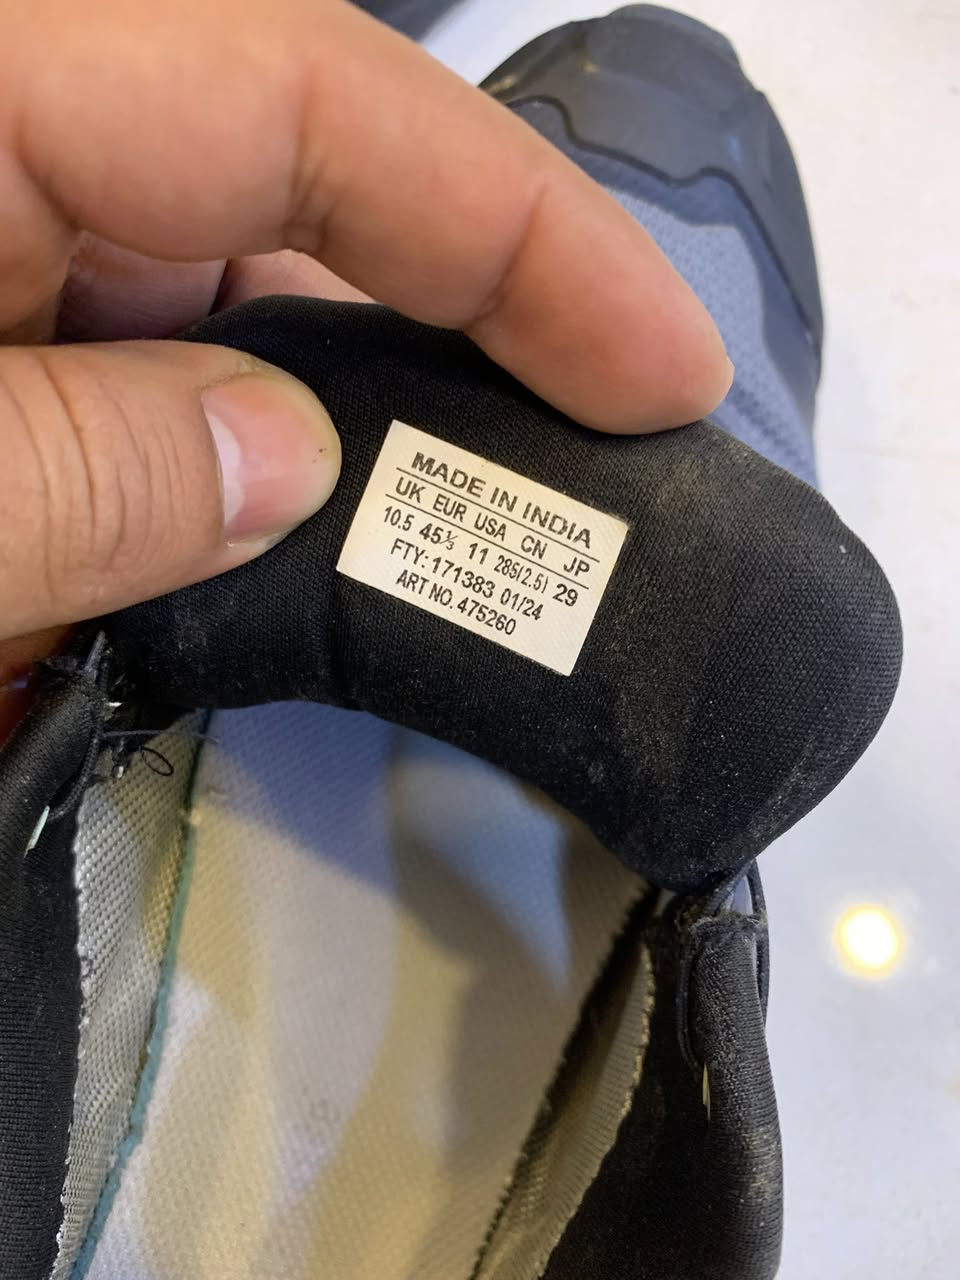 MADE IN INDIA
UK EUR USA CN JP
10.5 45⅓ 11 285(2.5) 29
FTY: 171383 01/24
ART NO. 475260